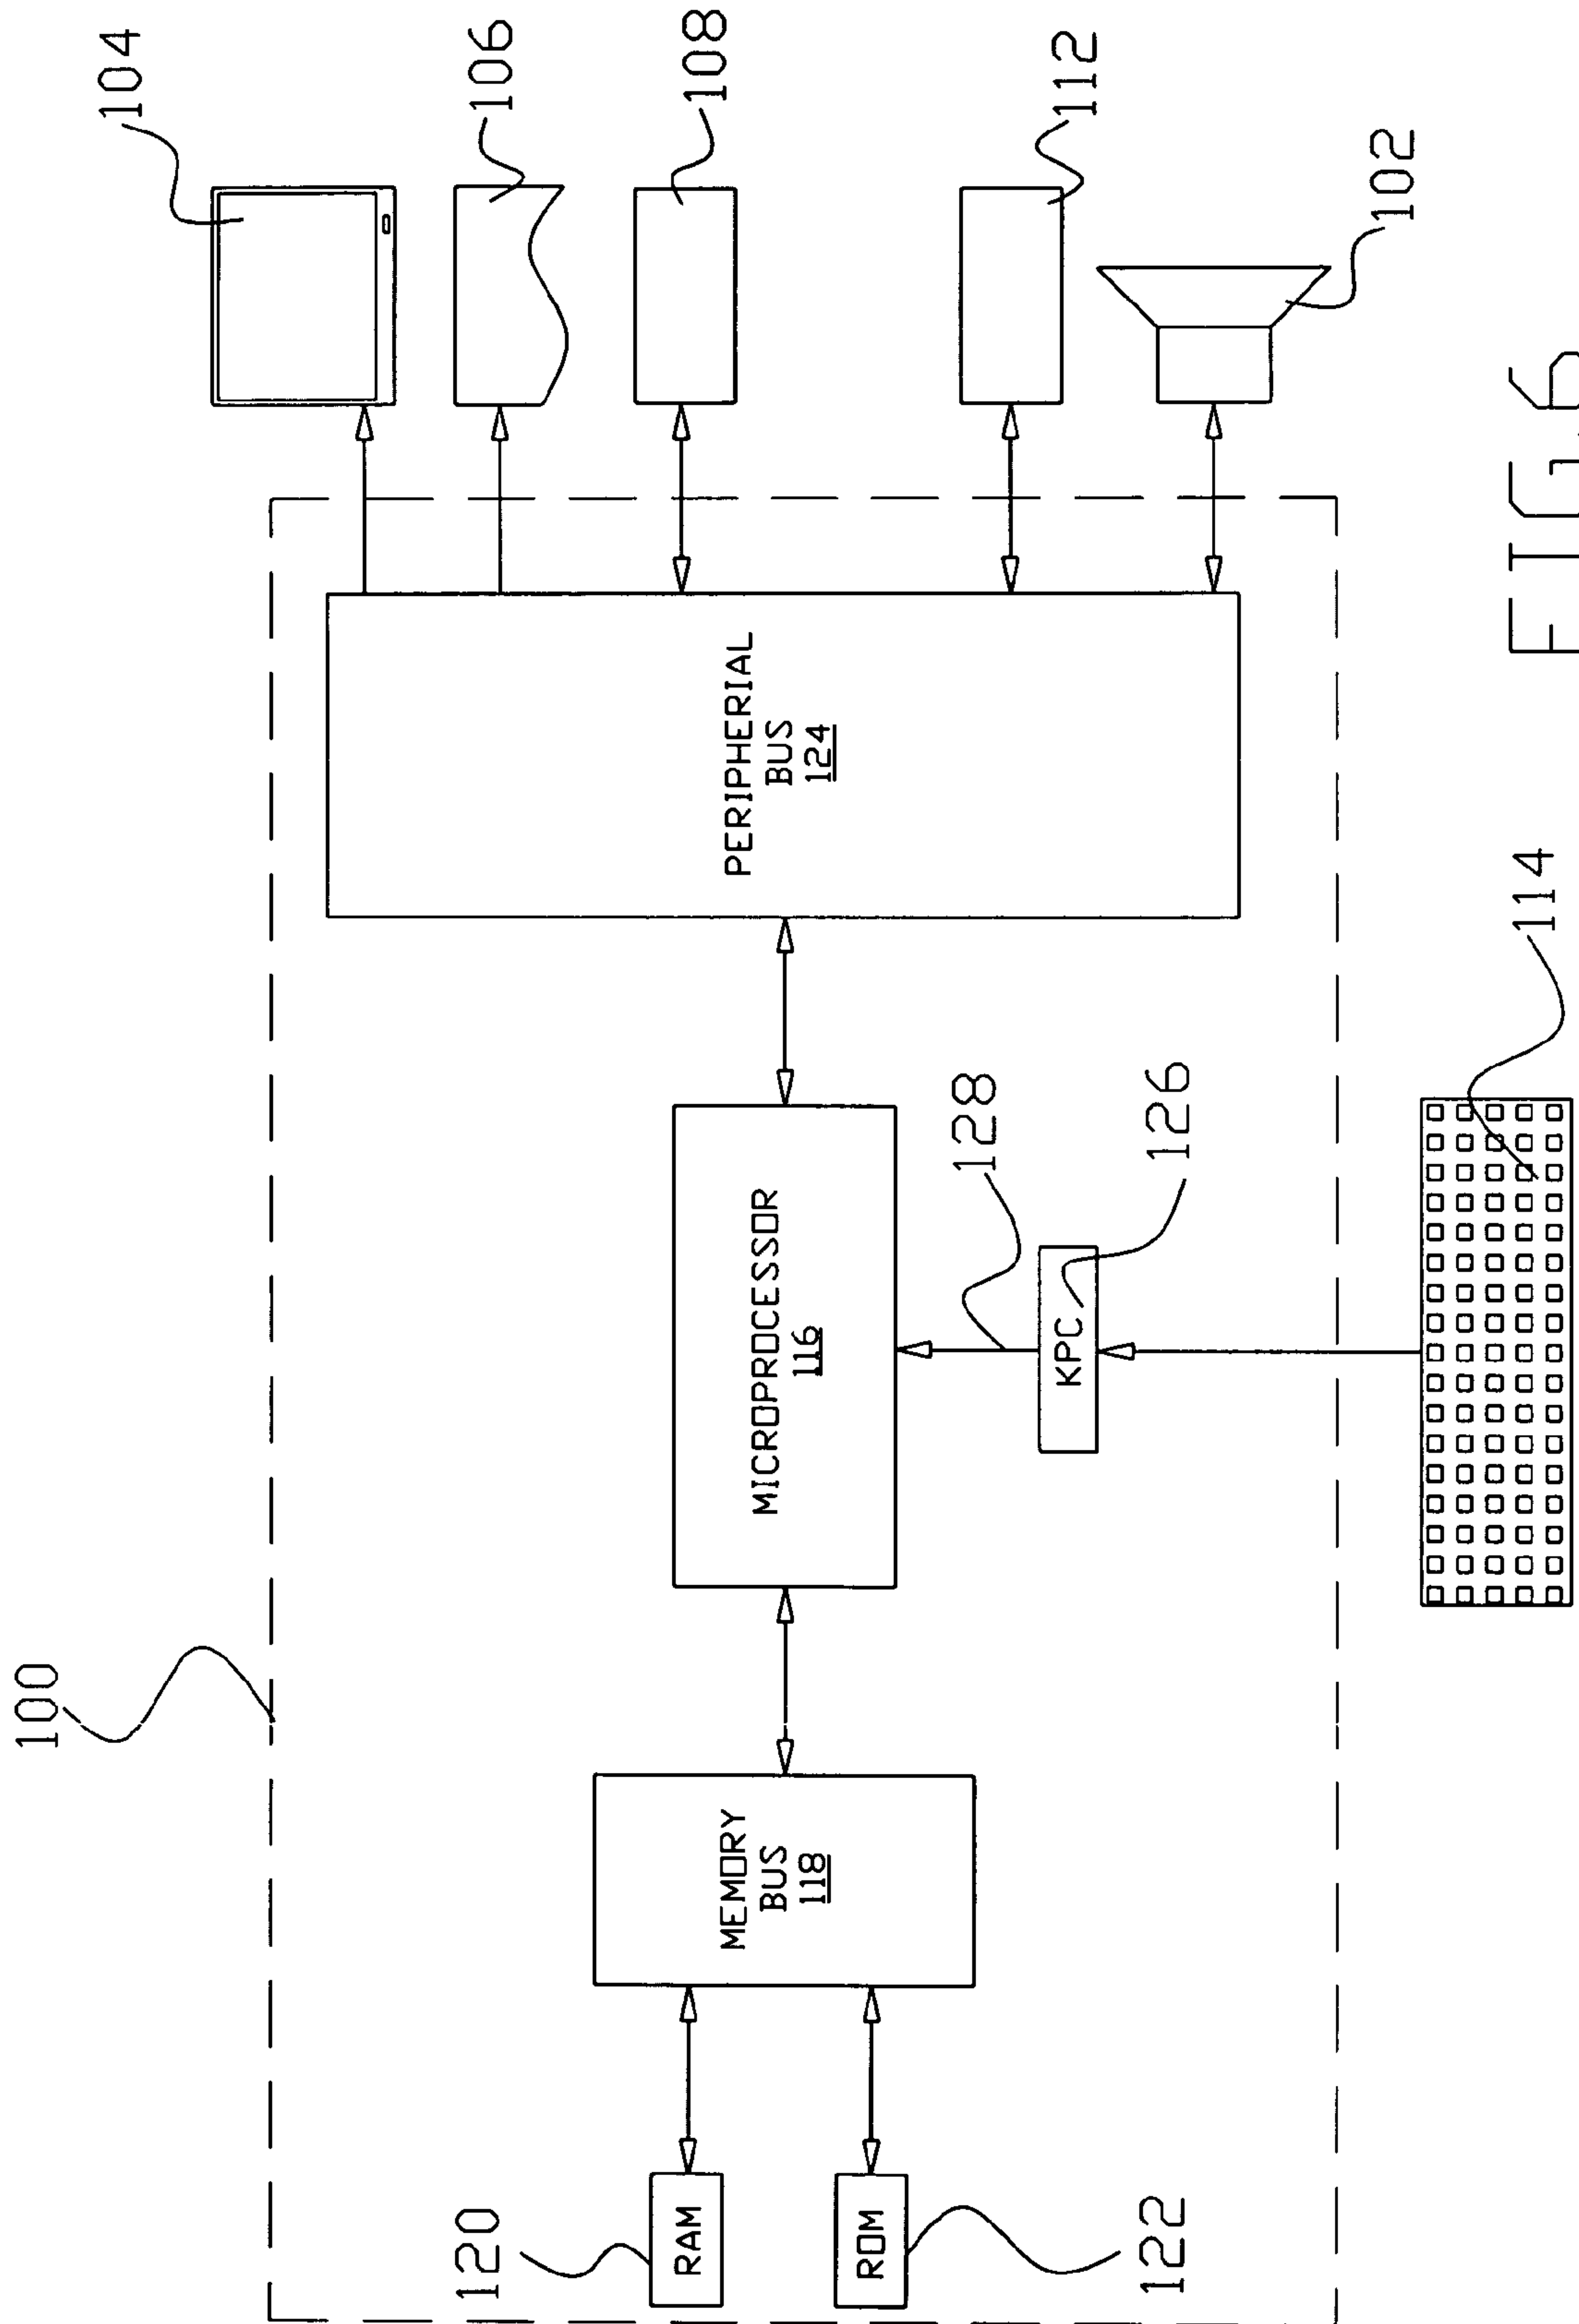 100
104
106
108
112
102
120
RAM
ROM
122
MEMORY
BUS
118
MICROPROCESSOR
116
128
KPC
126
PERIPHERIAL
BUS
124
114
FIG.6